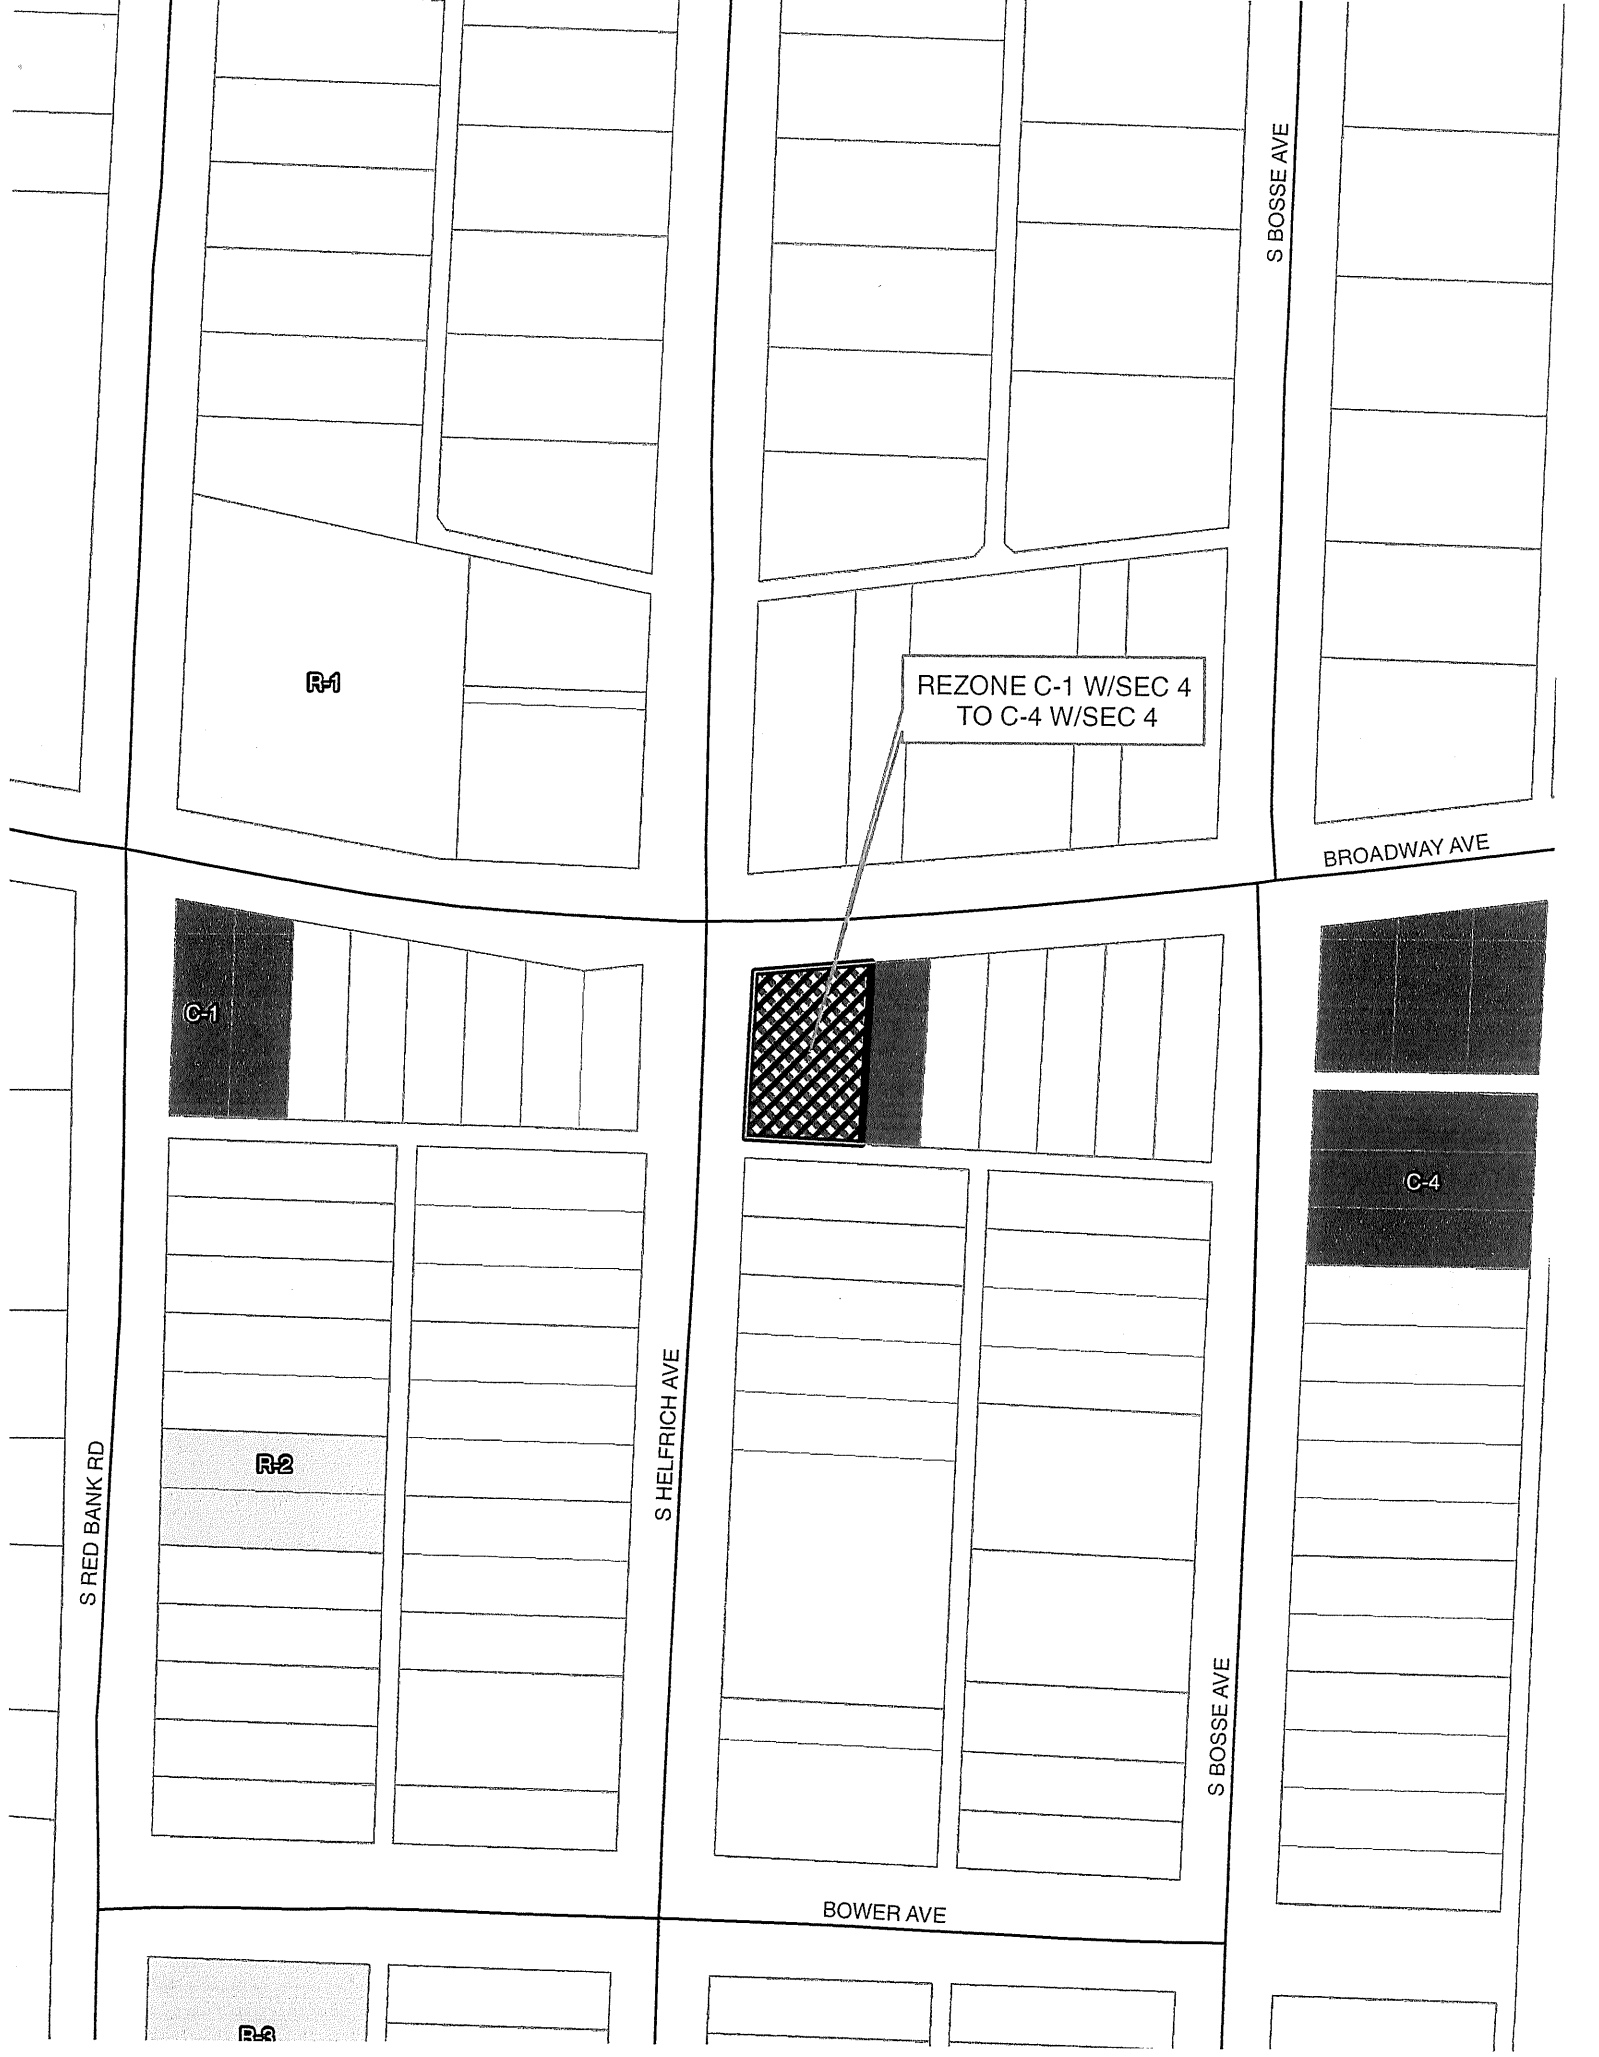 S BOSSE AVE
R-1
REZONE C-1 W/SEC 4
TO C-4 W/SEC 4
BROADWAY AVE
C-1
C-4
S HELFRICH AVE
R-2
S RED BANK RD
S BOSSE AVE
BOWER AVE
R-3